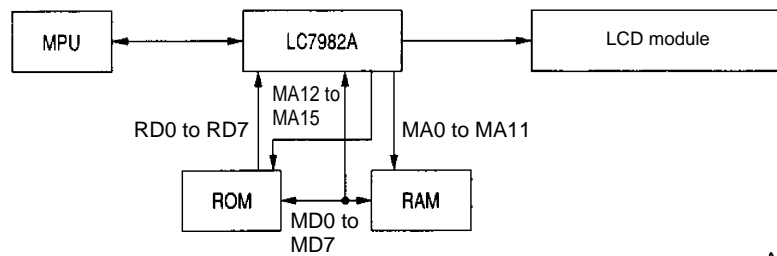 MPU
LC7982A
LCD module
MA12 to
MA15
RD0 to RD7
MA0 to MA11
ROM
RAM
MD0 to
MD7